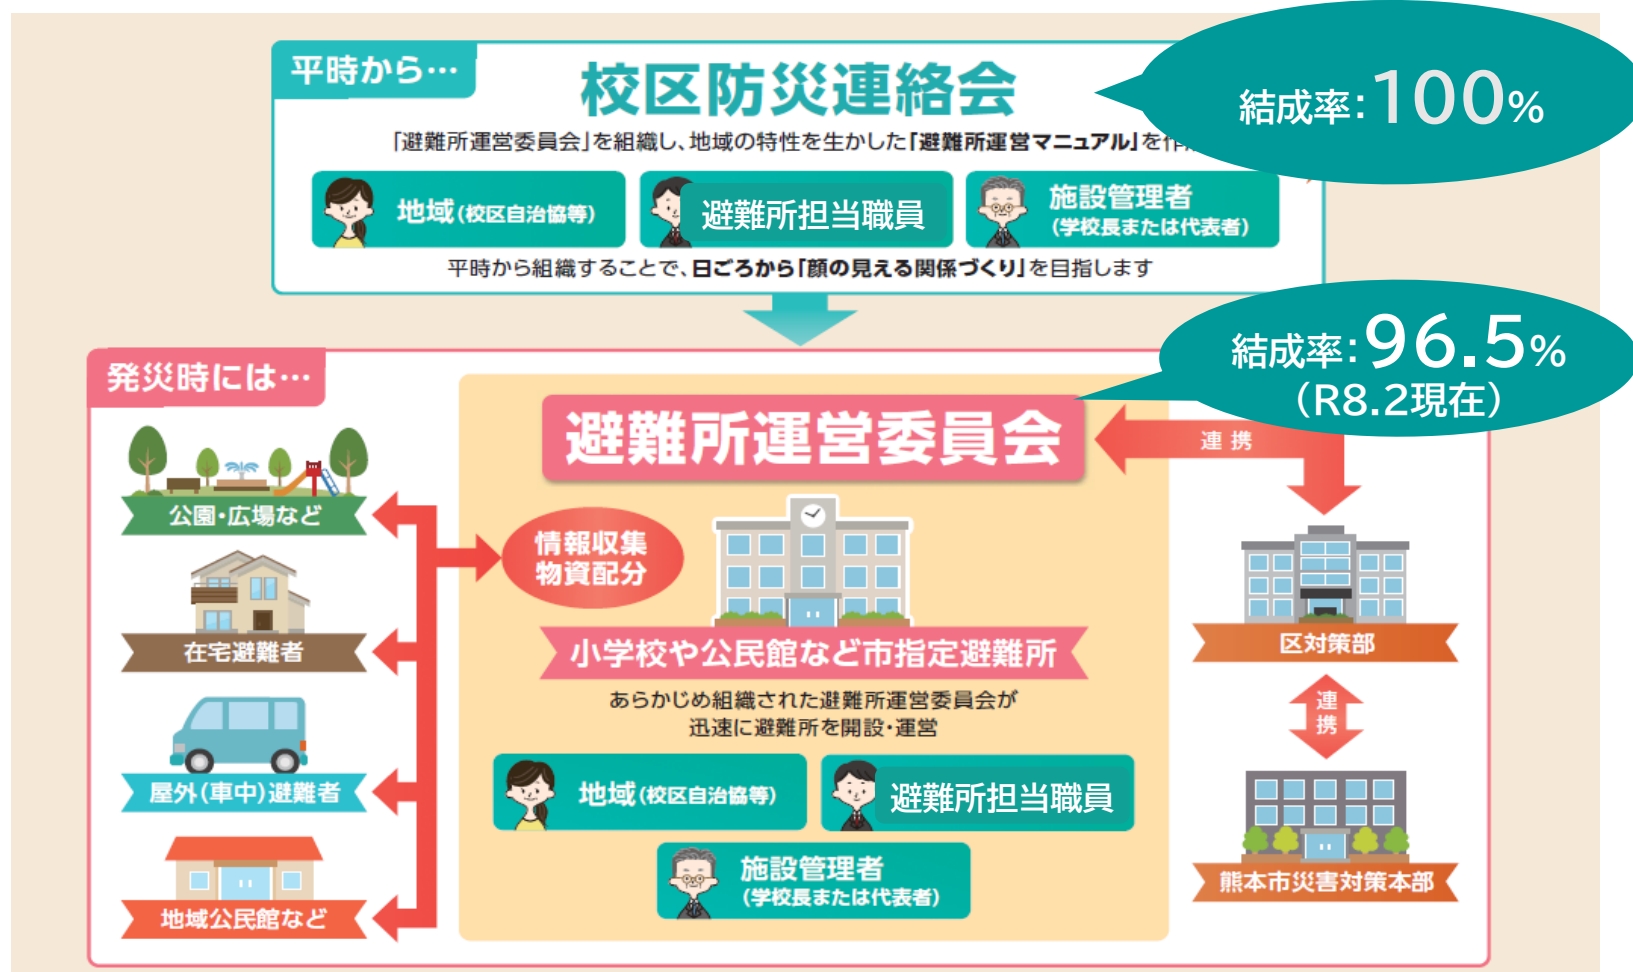 平時から…
校区防災連絡会
結成率:100%
「避難所運営委員会」を組織し、地域の特性を生かした「避難所運営マニュアル」を作
地域(校区自治協等)
避難所担当職員
施設管理者
(学校長または代表者)
平時から組織することで、日ごろから「顔の見える関係づくり」を目指します
結成率:96.5%
(R8.2現在)
発災時には…
避難所運営委員会
連携
公園・広場など
情報収集
物資配分
在宅避難者
小学校や公民館など市指定避難所
区対策部
あらかじめ組織された避難所運営委員会が
迅速に避難所を開設・運営
連
携
屋外(車中)避難者
地域(校区自治協等)
避難所担当職員
施設管理者
(学校長または代表者)
地域公民館など
熊本市災害対策本部